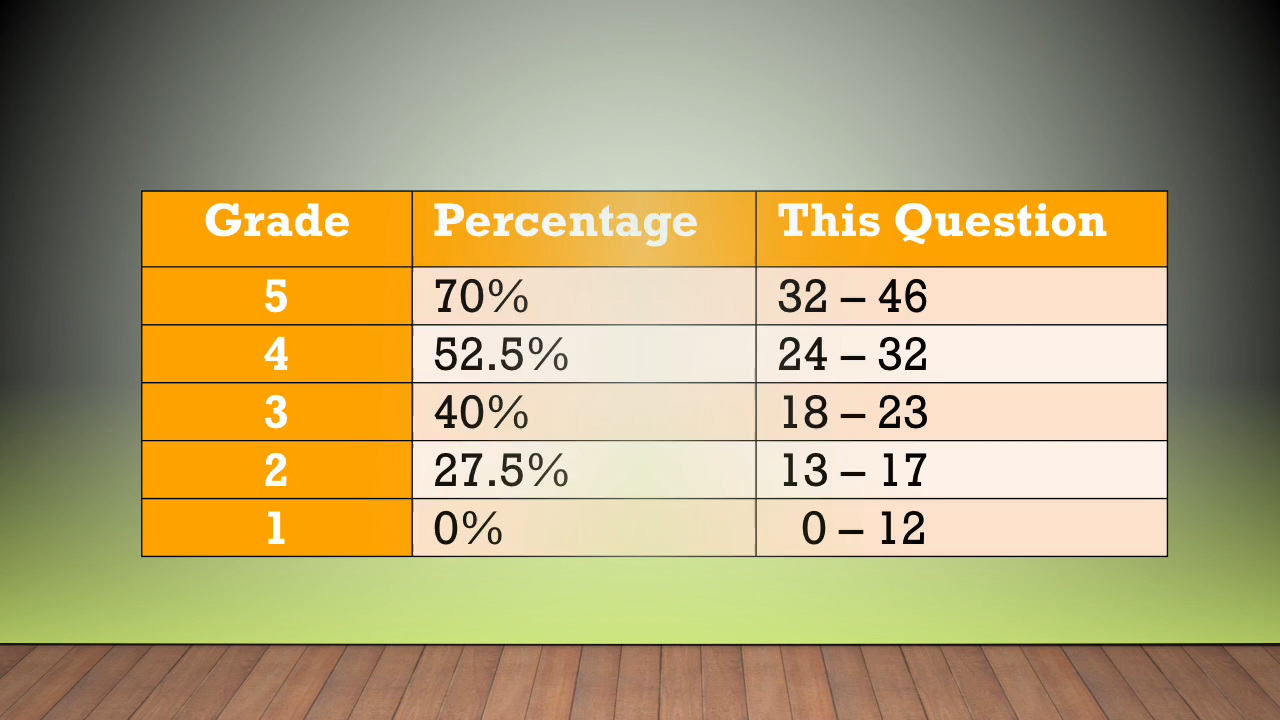 Grade Percentage This Question
5 70% 32 – 46
4 52.5% 24 – 32
3 40% 18 – 23
2 27.5% 13 – 17
1 0% 0 – 12